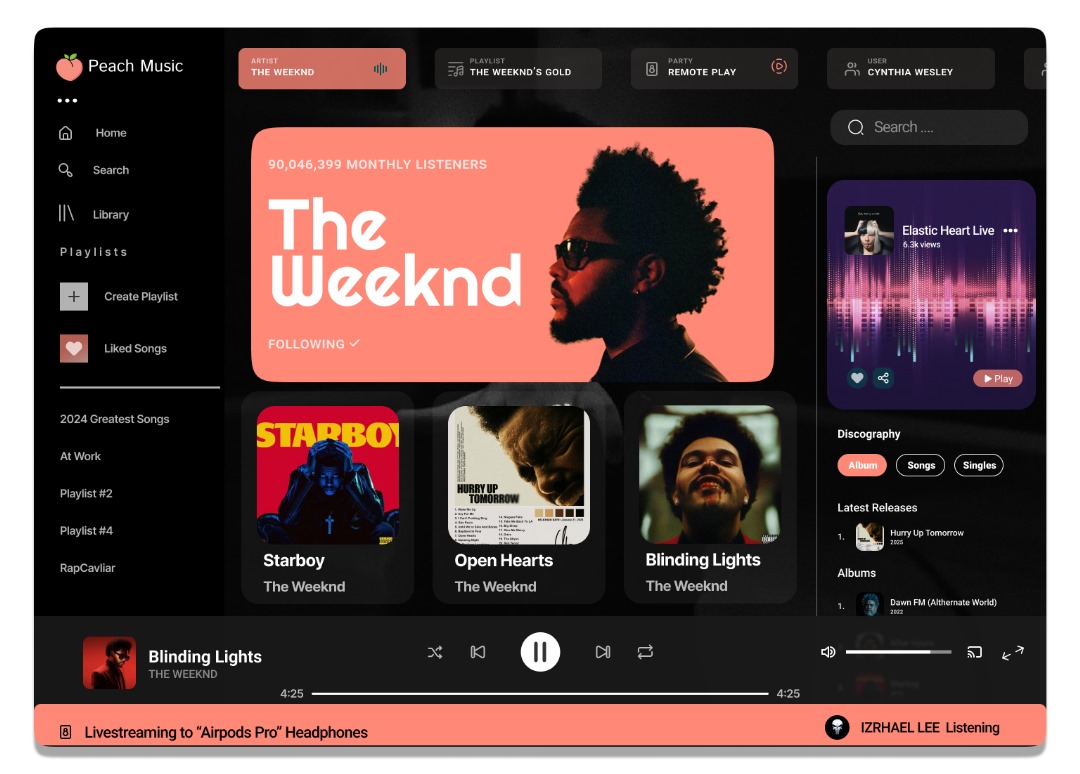 Peach Music
Home
Search
Library
Playlists
Create Playlist
Liked Songs
2024 Greatest Songs
At Work
Playlist #2
Playlist #4
RapCavliar
ARTIST
THE WEEKND
PLAYLIST
THE WEEKND'S GOLD
PARTY
REMOTE PLAY
USER
CYNTHIA WESLEY
Search ....
90,046,399 MONTHLY LISTENERS
The
Weeknd
FOLLOWING
STARBOY
Starboy
The Weeknd
HURRY UP
TOMORROW
Open Hearts
The Weeknd
Blinding Lights
The Weeknd
Elastic Heart Live
6.3k views
Play
Discography
Album
Songs
Singles
Latest Releases
1.
Hurry Up Tomorrow
2025
Albums
1.
Dawn FM (Althernate World)
2022
Blinding Lights
THE WEEKND
4:25
4:25
Livestreaming to “Airpods Pro” Headphones
IZRHAEL LEE Listening